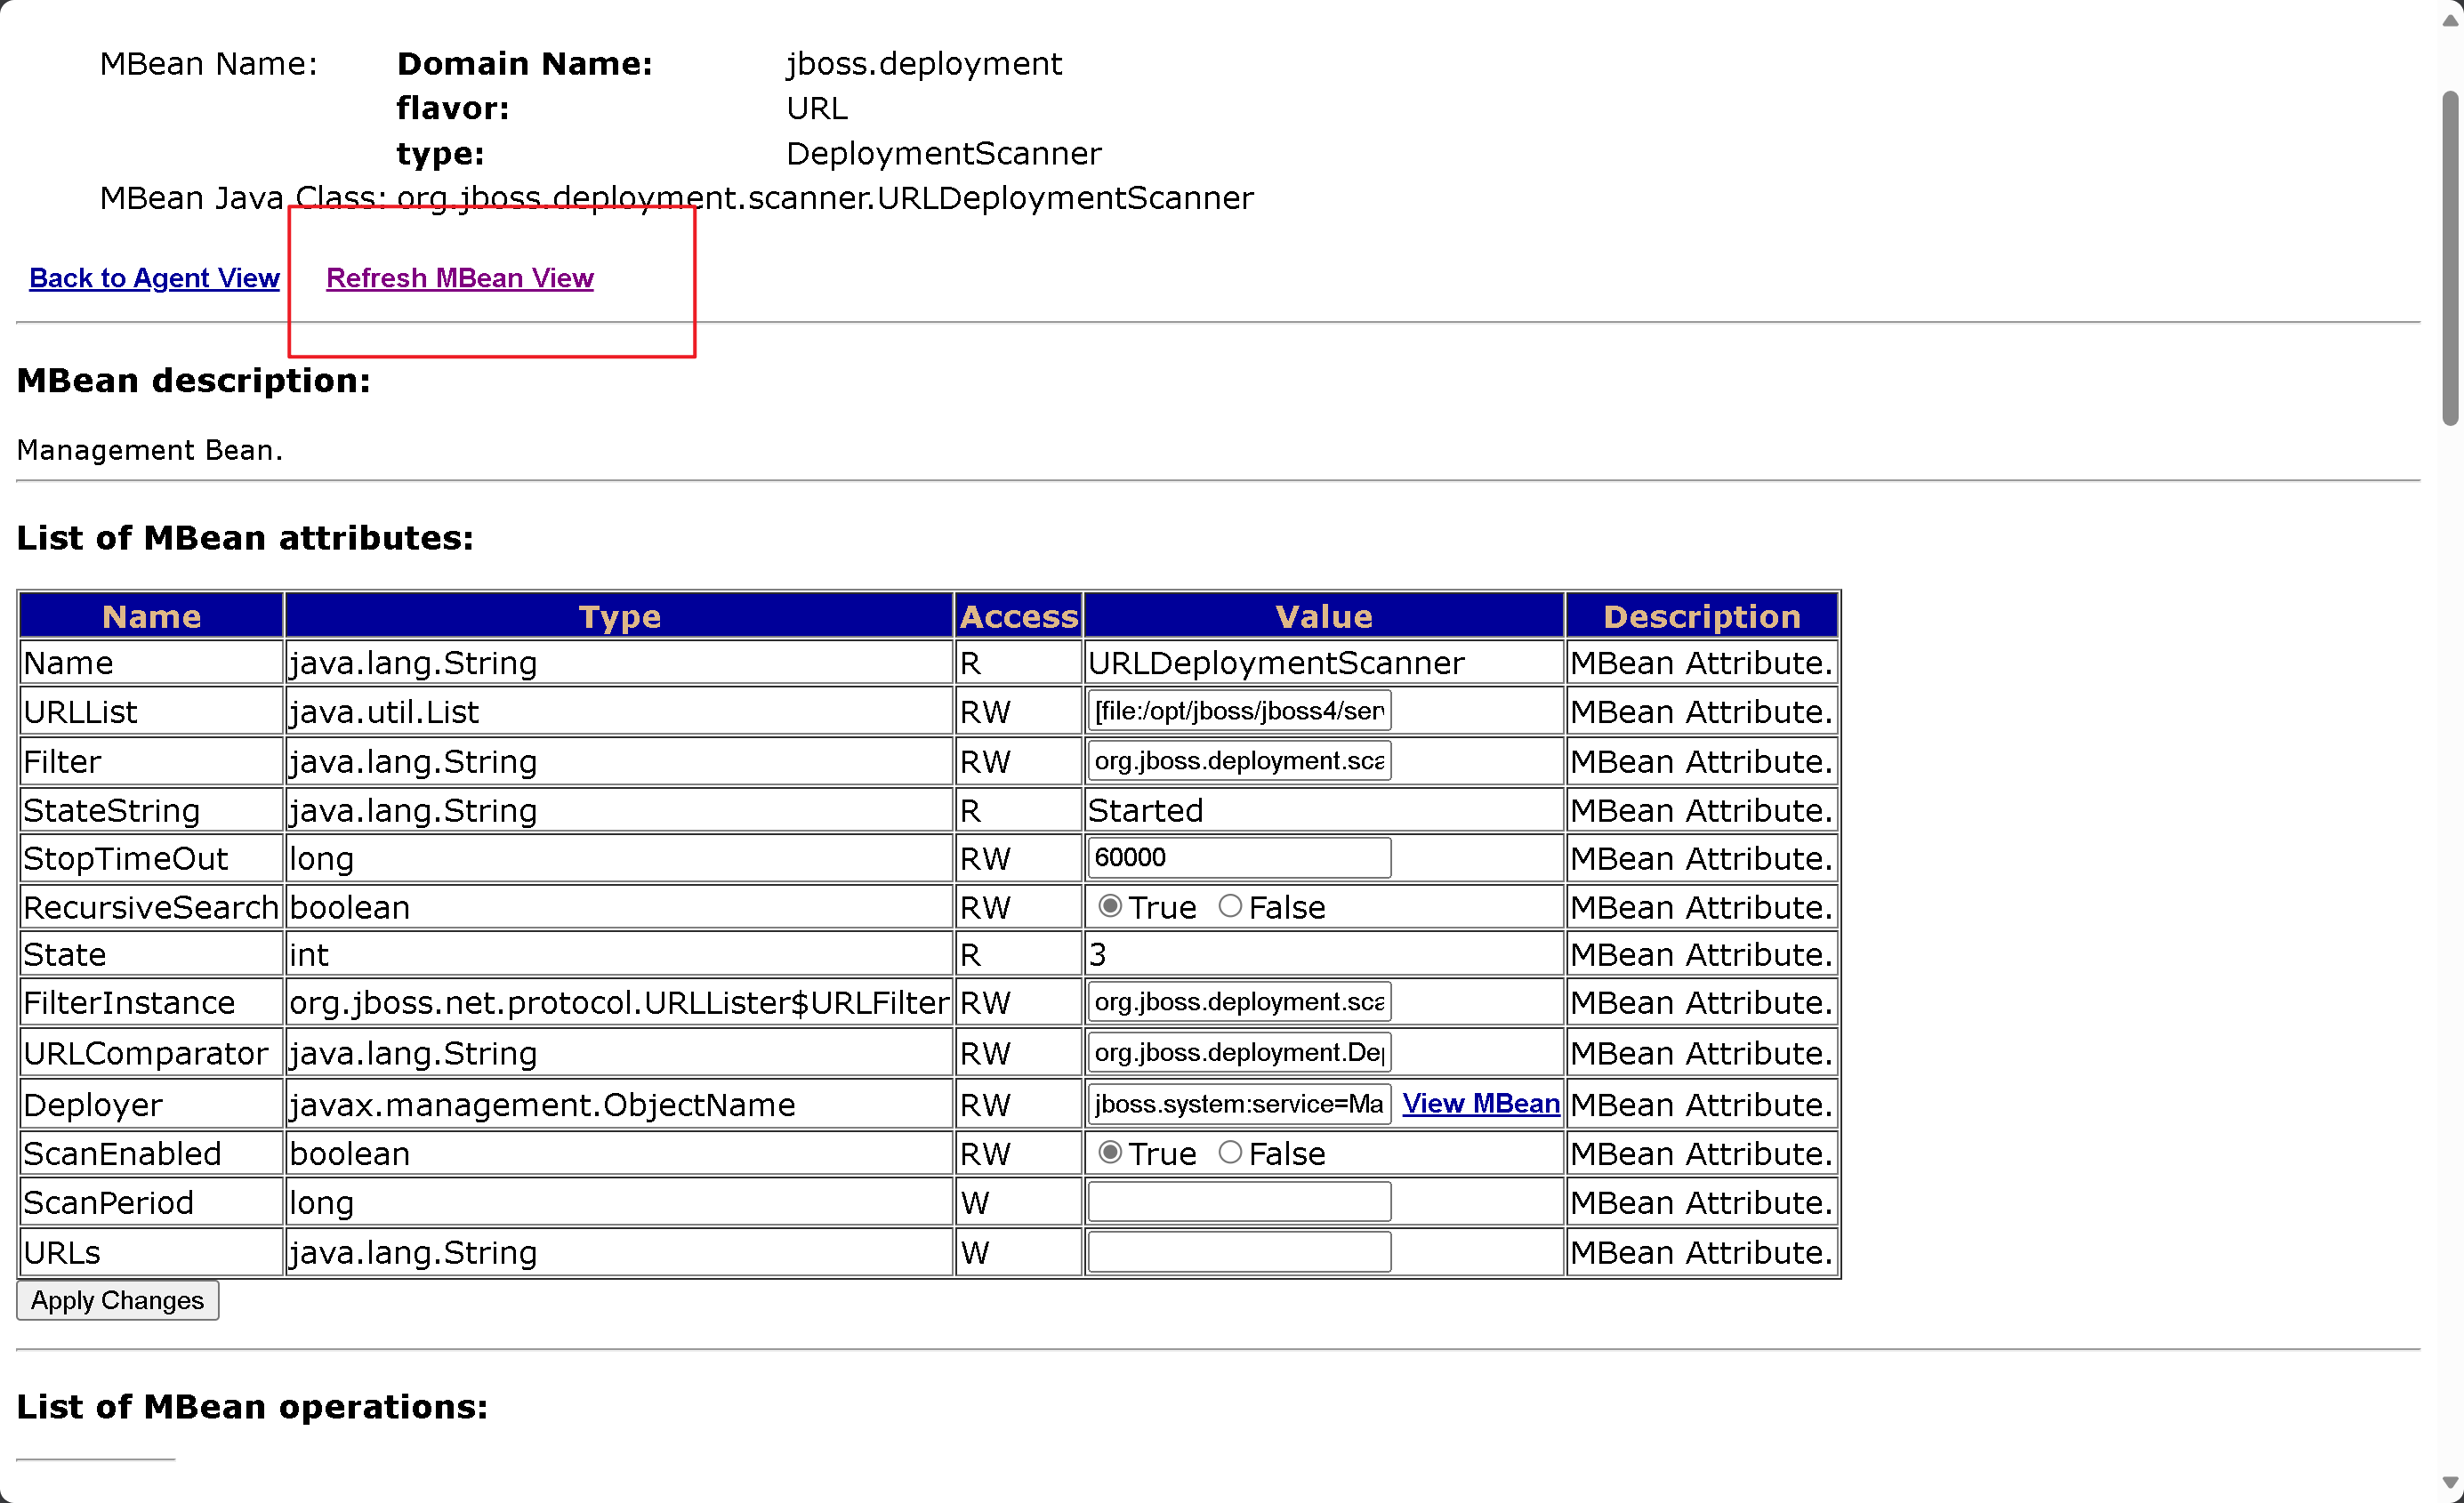 MBean Name: Domain Name: jboss.deployment
flavor: URL
type: DeploymentScanner
MBean Java Class: org.jboss.deployment.scanner.URLDeploymentScanner
Back to Agent View Refresh MBean View
MBean description:
Management Bean.
List of MBean attributes:
Name Type Access Value Description
Name java.lang.String R URLDeploymentScanner MBean Attribute.
URLList java.util.List RW [file:/opt/jboss/jboss4/serv MBean Attribute.
Filter java.lang.String RW org.jboss.deployment.sca MBean Attribute.
StateString java.lang.String R Started MBean Attribute.
StopTimeOut long RW 60000 MBean Attribute.
RecursiveSearch boolean RW True False MBean Attribute.
State int R 3 MBean Attribute.
FilterInstance org.jboss.net.protocol.URLLister$URLFilter RW org.jboss.deployment.sca MBean Attribute.
URLComparator java.lang.String RW org.jboss.deployment.Dep MBean Attribute.
Deployer javax.management.ObjectName RW jboss.system:service=Ma View MBean MBean Attribute.
ScanEnabled boolean RW True False MBean Attribute.
ScanPeriod long W MBean Attribute.
URLs java.lang.String W MBean Attribute.
Apply Changes
List of MBean operations: